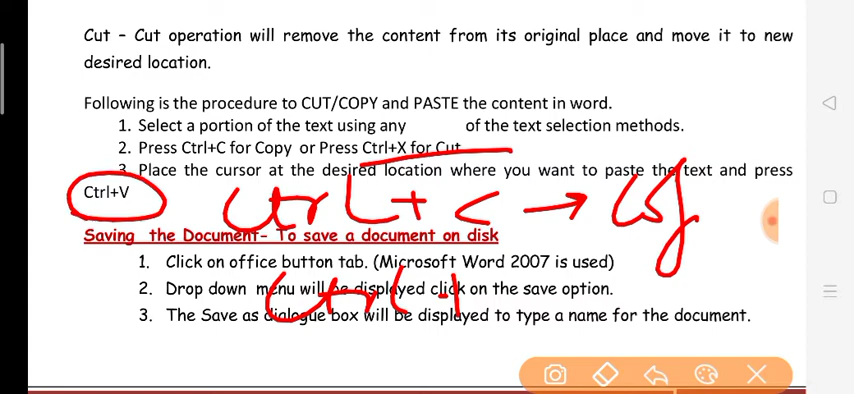 Cut – Cut operation will remove the content from its original place and move it to new
desired location.
Following is the procedure to CUT/COPY and PASTE the content in word.
1. Select a portion of the text using any of the text selection methods.
2. Press Ctrl+C for Copy or Press Ctrl+X for Cut
3. Place the cursor at the desired location where you want to paste the text and press
Ctrl+V
Ctrl + C →
Saving the Document- To save a document on disk
1. Click on office button tab. (Microsoft Word 2007 is used)
2. Drop down menu will be displayed click on the save option.
Ctrl +
3. The Save as dialogue box will be displayed to type a name for the document.